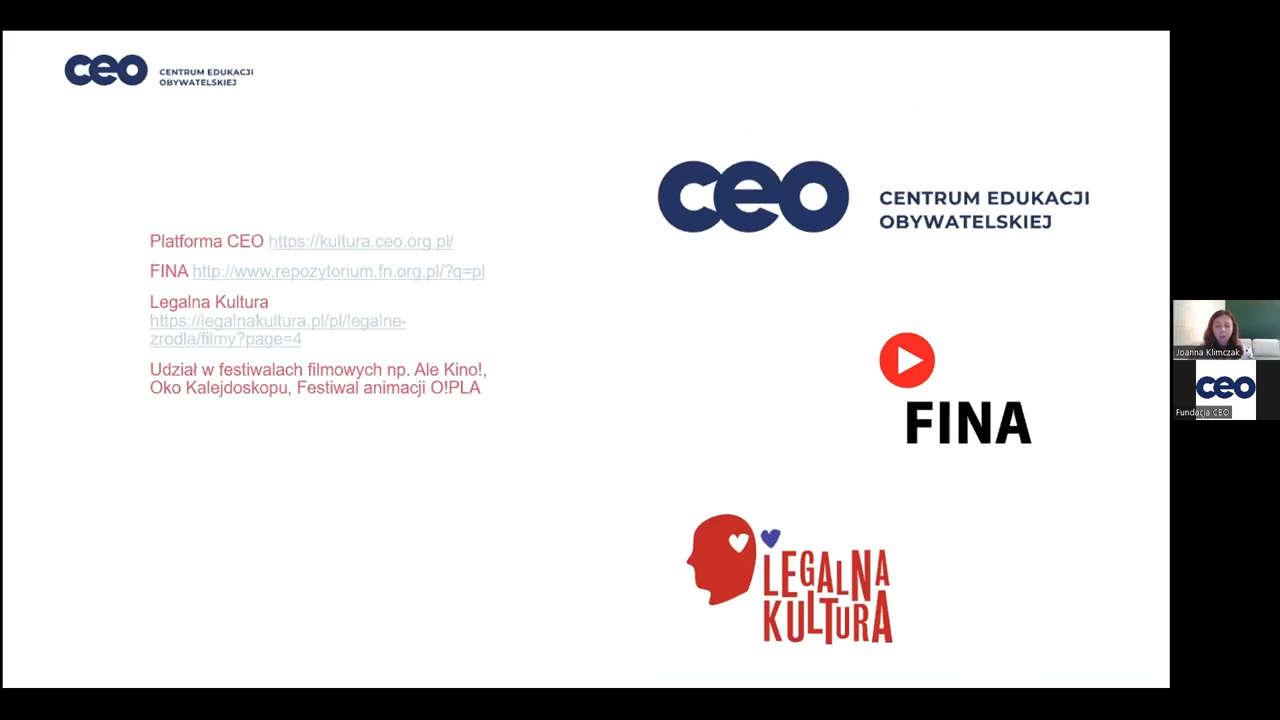 ceo CENTRUM EDUKACJI
OBYWATELSKIEJ
Platforma CEO https://kultura.ceo.org.pl/
FINA http://www.repozytorium.fn.org.pl/?q=pl
Legalna Kultura
https://legalnakultura.pl/pl/legalne-
zrodla/filmy?page=4
Udział w festiwalach filmowych np. Ale Kino!,
Oko Kalejdoskopu, Festiwal animacji O!PLA
ceo CENTRUM EDUKACJI
OBYWATELSKIEJ
FINA
LEGALNA
KULTURA
Joanna Klimczak
ceo
Fundacja CEO